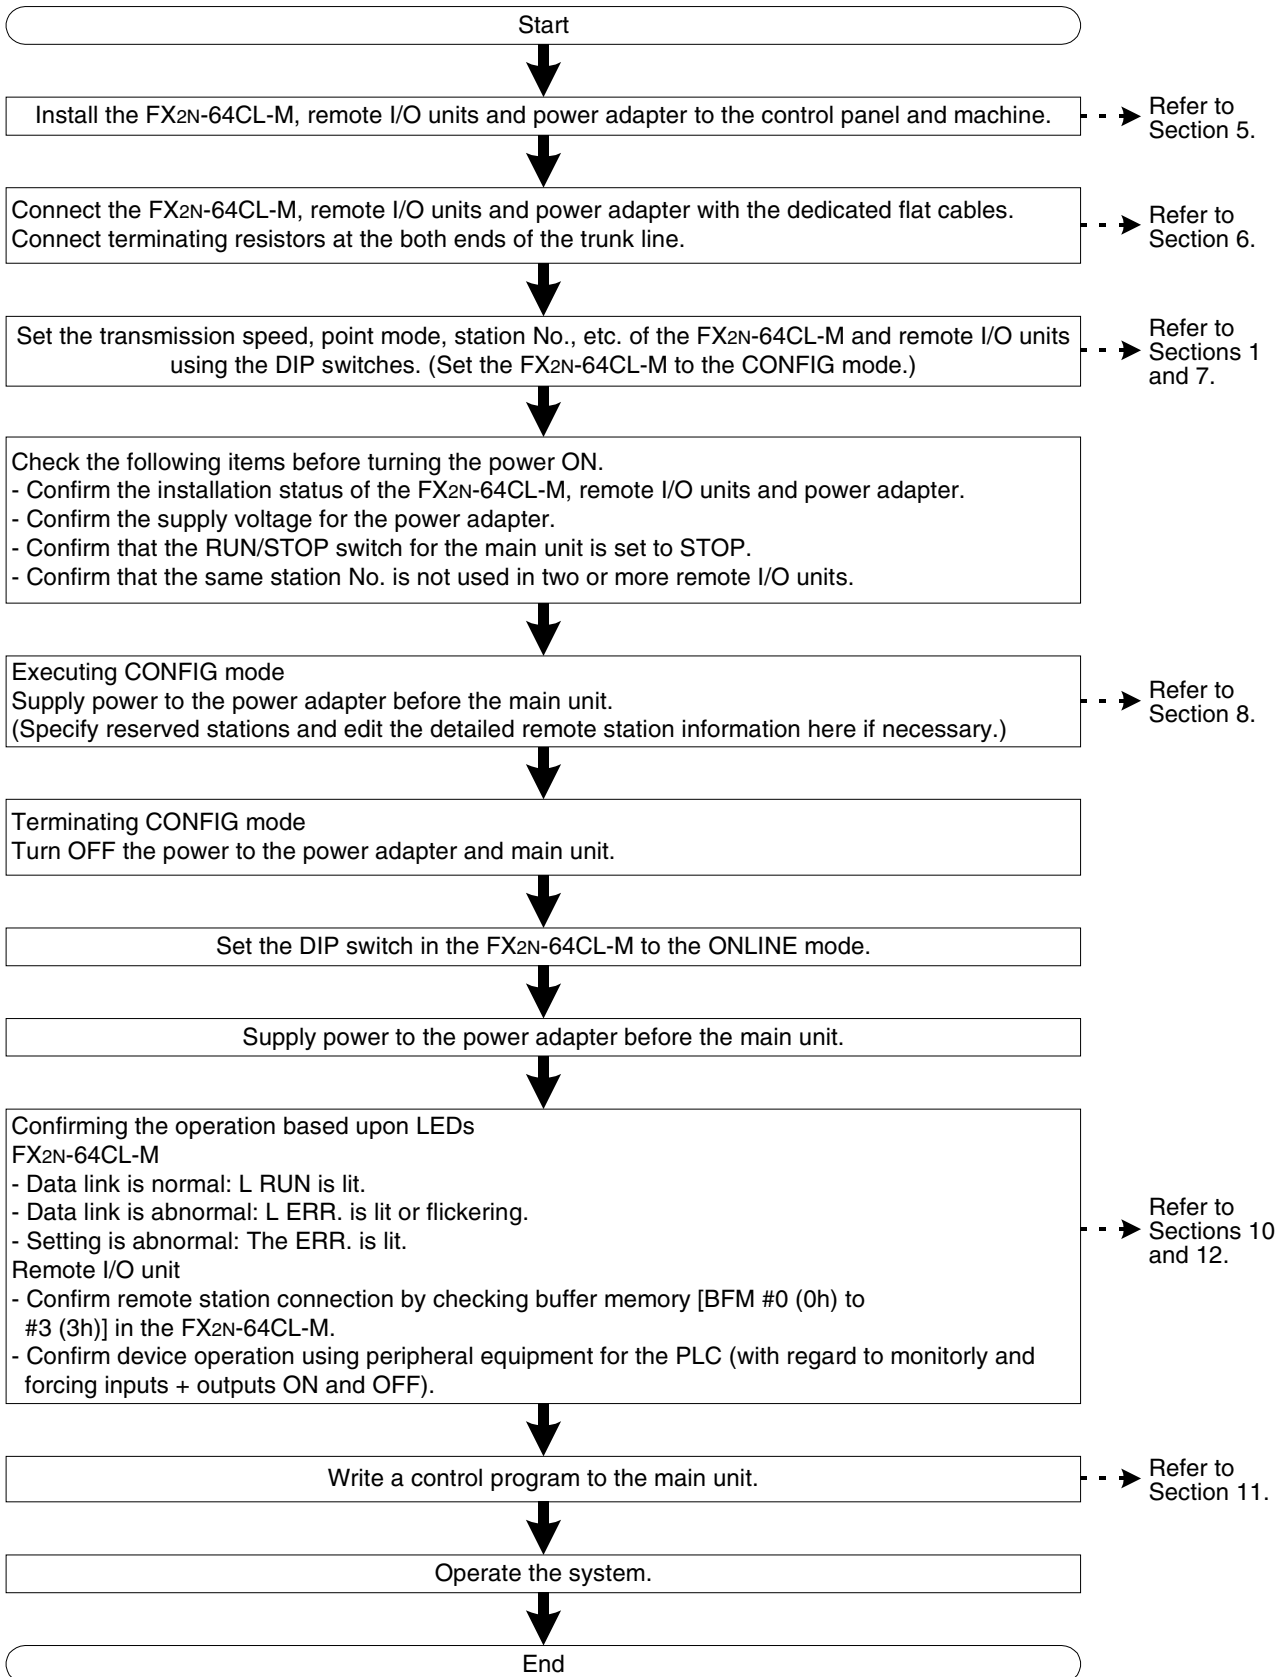 Start
Install the FX2N-64CL-M, remote I/O units and power adapter to the control panel and machine.
Refer to
Section 5.
Connect the FX2N-64CL-M, remote I/O units and power adapter with the dedicated flat cables.
Connect terminating resistors at the both ends of the trunk line.
Refer to
Section 6.
Set the transmission speed, point mode, station No., etc. of the FX2N-64CL-M and remote I/O units
using the DIP switches. (Set the FX2N-64CL-M to the CONFIG mode.)
Refer to
Sections 1
and 7.
Check the following items before turning the power ON.
- Confirm the installation status of the FX2N-64CL-M, remote I/O units and power adapter.
- Confirm the supply voltage for the power adapter.
- Confirm that the RUN/STOP switch for the main unit is set to STOP.
- Confirm that the same station No. is not used in two or more remote I/O units.
Executing CONFIG mode
Supply power to the power adapter before the main unit.
(Specify reserved stations and edit the detailed remote station information here if necessary.)
Refer to
Section 8.
Terminating CONFIG mode
Turn OFF the power to the power adapter and main unit.
Set the DIP switch in the FX2N-64CL-M to the ONLINE mode.
Supply power to the power adapter before the main unit.
Confirming the operation based upon LEDs
FX2N-64CL-M
- Data link is normal: L RUN is lit.
- Data link is abnormal: L ERR. is lit or flickering.
- Setting is abnormal: The ERR. is lit.
Remote I/O unit
- Confirm remote station connection by checking buffer memory [BFM #0 (0h) to
#3 (3h)] in the FX2N-64CL-M.
- Confirm device operation using peripheral equipment for the PLC (with regard to monitorly and
forcing inputs + outputs ON and OFF).
Refer to
Sections 10
and 12.
Write a control program to the main unit.
Refer to
Section 11.
Operate the system.
End